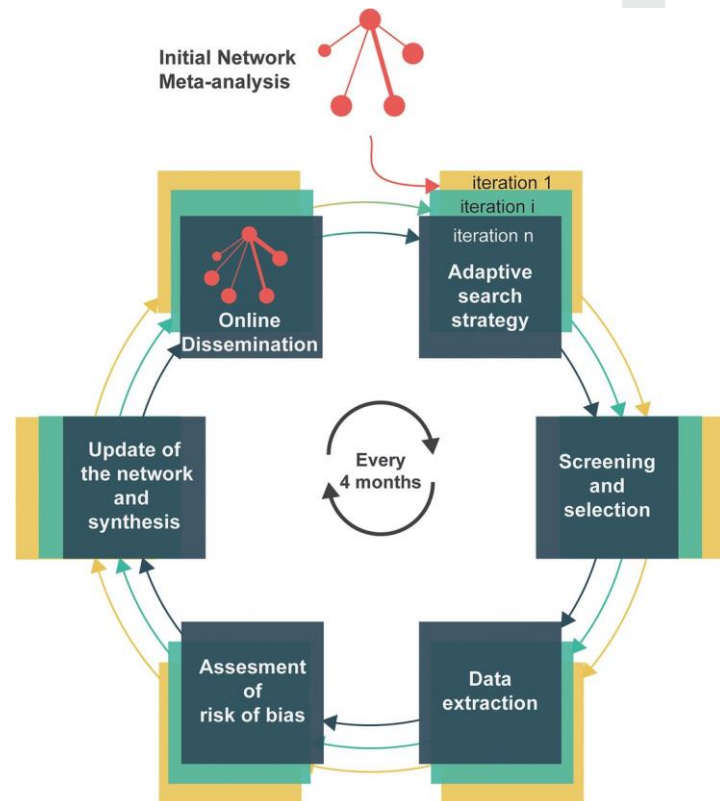 Initial Network
Meta-analysis
iteration 1
iteration i
iteration n
Adaptive
search
strategy
Screening
and
selection
Data
extraction
Assesment
of
risk of bias
Update of
the network
and
synthesis
Online
Dissemination
Every
4 months